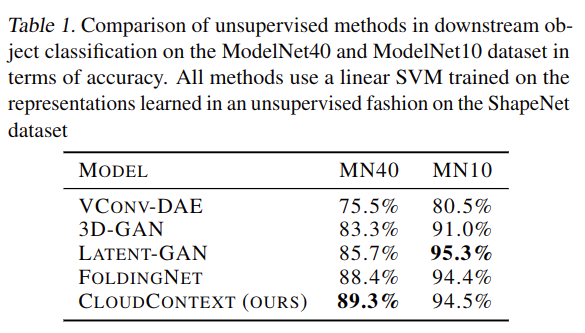 Table 1. Comparison of unsupervised methods in downstream ob-
ject classification on the ModelNet40 and ModelNet10 dataset in
terms of accuracy. All methods use a linear SVM trained on the
representations learned in an unsupervised fashion on the ShapeNet
dataset
MODEL MN40 MN10
VCONV-DAE 75.5% 80.5%
3D-GAN 83.3% 91.0%
LATENT-GAN 85.7% 95.3%
FOLDINGNET 88.4% 94.4%
CLOUDCONTEXT (OURS) 89.3% 94.5%